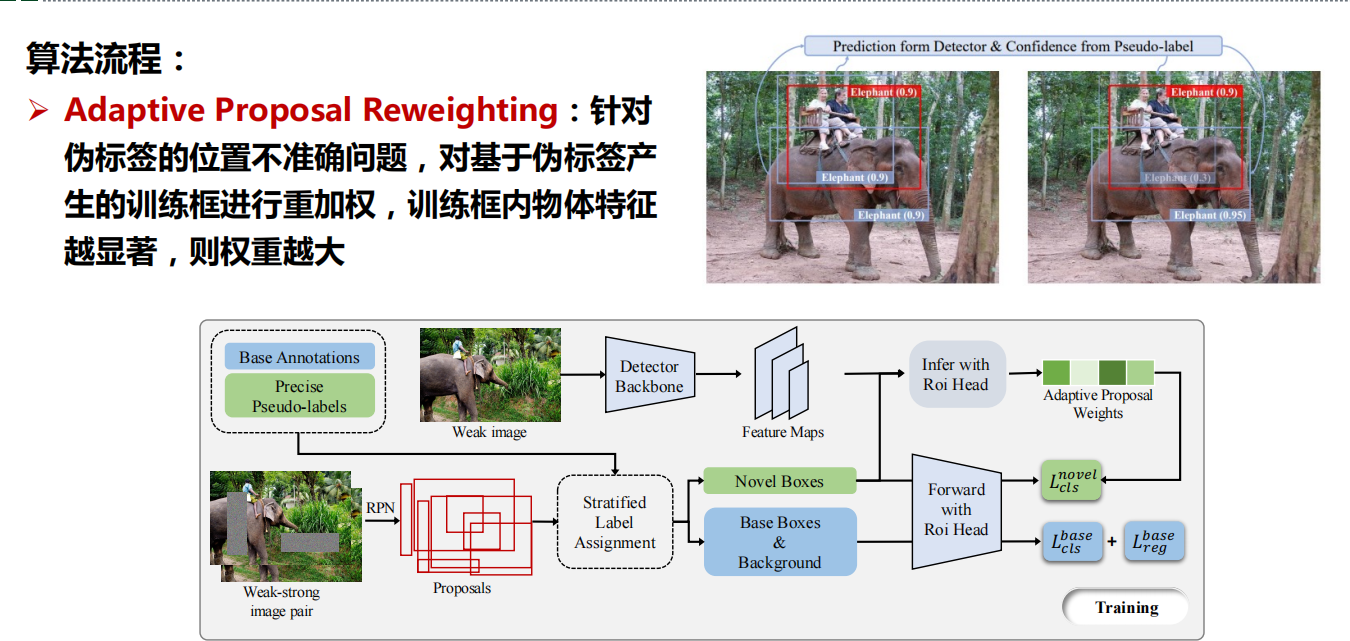 算法流程：
➢ Adaptive Proposal Reweighting：针对
伪标签的位置不准确问题，对基于伪标签产
生的训练框进行重加权，训练框内物体特征
越显著，则权重越大
Prediction form Detector & Confidence from Pseudo-label
Elephant (0.9)
Elephant (0.9)
Elephant (0.9)
Elephant (0.9)
Elephant (0.3)
Elephant (0.95)
Base Annotations
Precise
Pseudo-labels
Weak image
Detector
Backbone
Feature Maps
Infer with
Roi Head
Adaptive Proposal
Weights
Weak-strong
image pair
RPN
Proposals
Stratified
Label
Assignment
Novel Boxes
Base Boxes
&
Background
Forward
with
Roi Head
L_cls^novel
L_cls^base + L_reg^base
Training